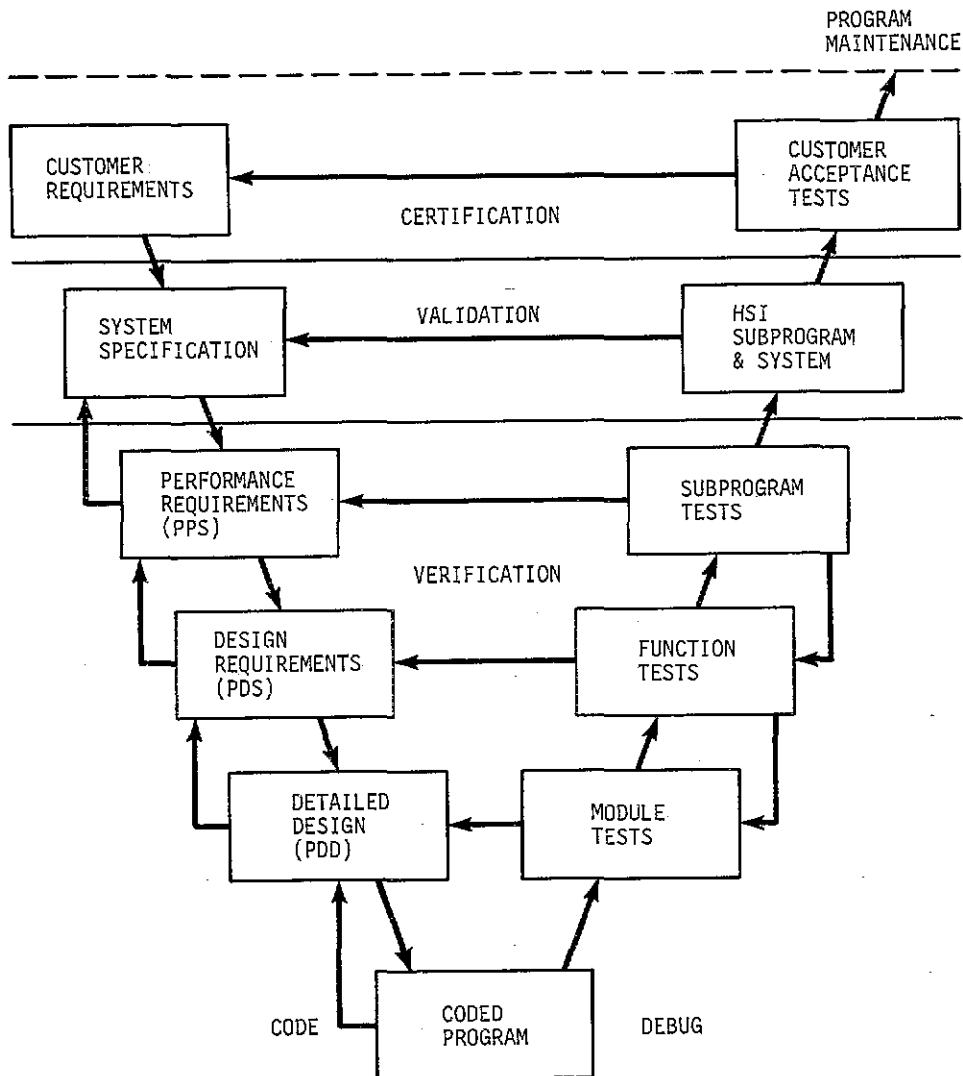 PROGRAM
MAINTENANCE
CUSTOMER
REQUIREMENTS
CUSTOMER
ACCEPTANCE
TESTS
CERTIFICATION
SYSTEM
SPECIFICATION
VALIDATION
HSI
SUBPROGRAM
& SYSTEM
PERFORMANCE
REQUIREMENTS
(PPS)
SUBPROGRAM
TESTS
VERIFICATION
DESIGN
REQUIREMENTS
(PDS)
FUNCTION
TESTS
DETAILED
DESIGN
(PDD)
MODULE
TESTS
CODE
CODED
PROGRAM
DEBUG